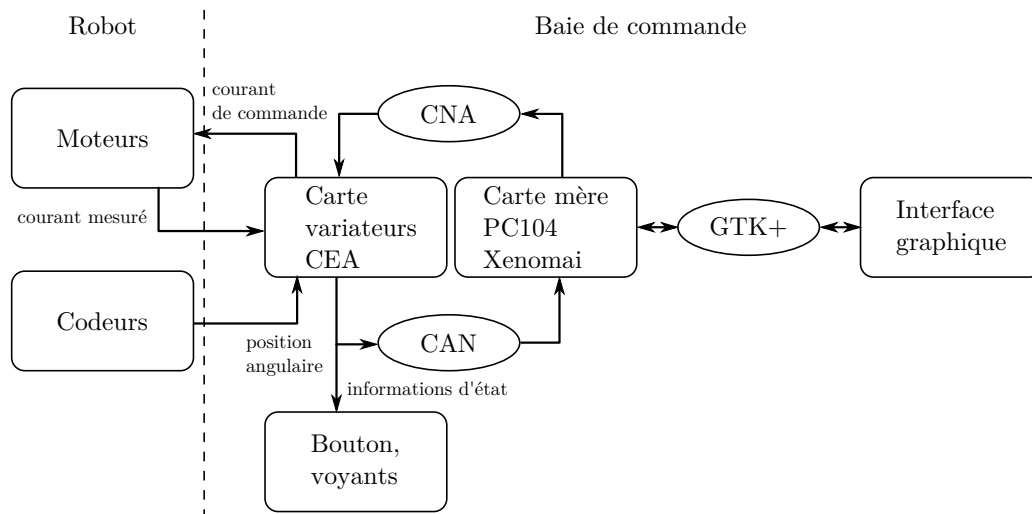 Robot
Baie de commande
Moteurs
courant
de commande
CNA
courant mesuré
Carte
variateurs
CEA
Carte mère
PC104
Xenomai
GTK+
Interface
graphique
Codeurs
position
angulaire
CAN
informations d'état
Bouton,
voyants